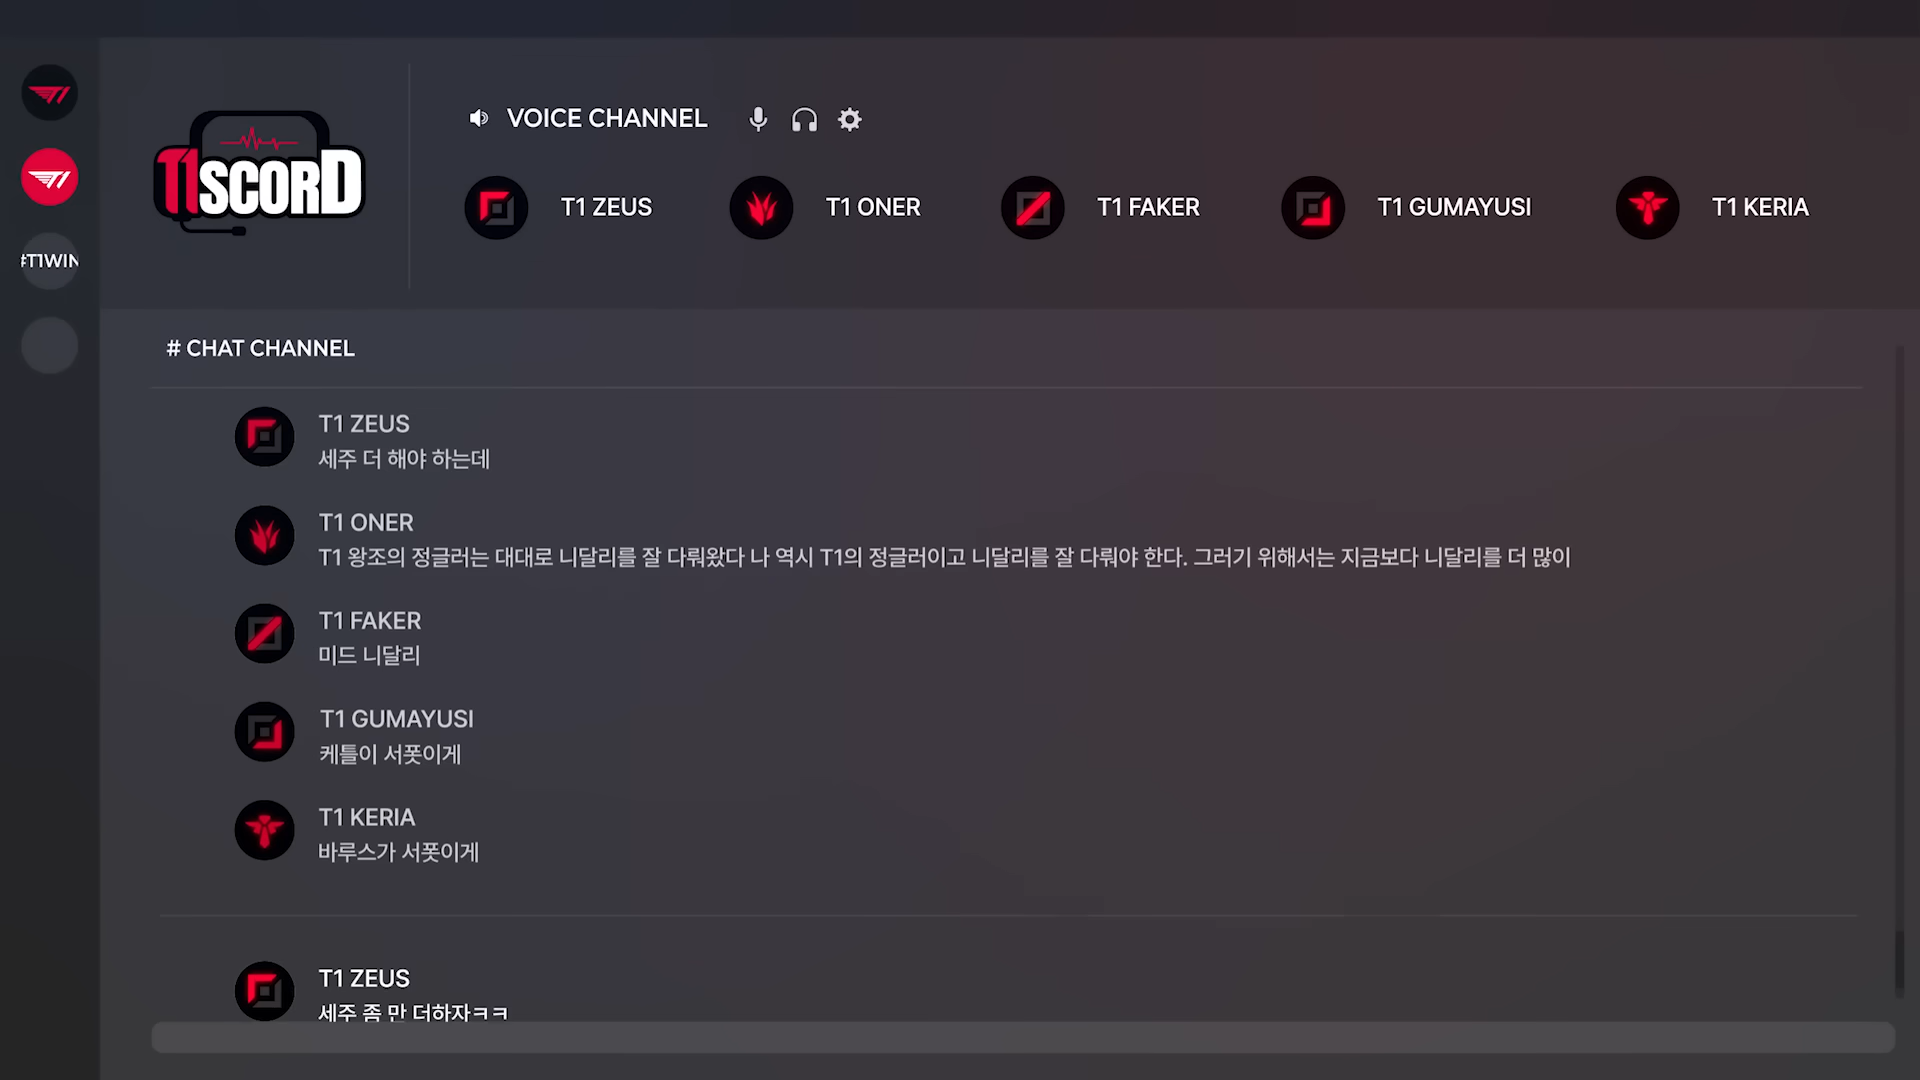 T1SCORD
VOICE CHANNEL
T1 ZEUS
T1 ONER
T1 FAKER
T1 GUMAYUSI
T1 KERIA
#T1WIN
# CHAT CHANNEL
T1 ZEUS
세주 더 해야 하는데
T1 ONER
T1 왕조의 정글러는 대대로 니달리를 잘 다뤄왔다 나 역시 T1의 정글러이고 니달리를 잘 다뤄야 한다. 그러기 위해서는 지금보다 니달리를 더 많이
T1 FAKER
미드 니달리
T1 GUMAYUSI
케틀이 서폿이게
T1 KERIA
바루스가 서폿이게
T1 ZEUS
세주 좀 만 더하자ㅋㅋ